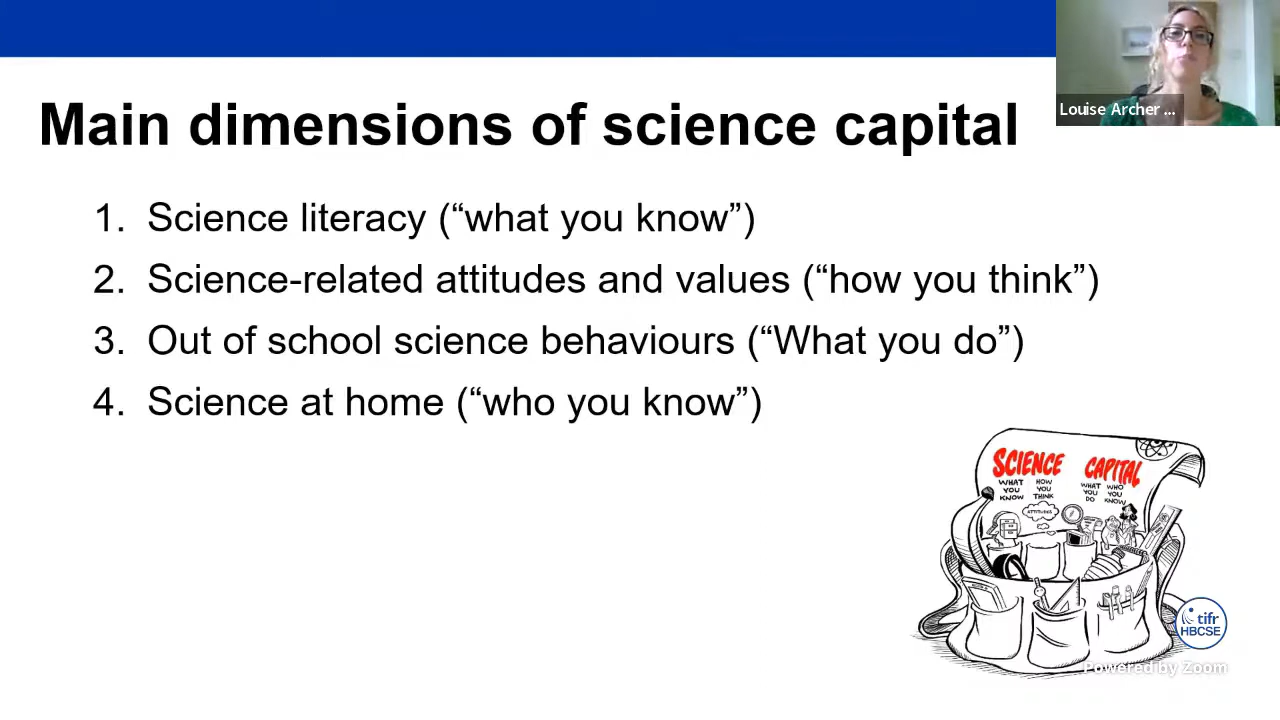 Louise Archer ...
Main dimensions of science capital
1. Science literacy (“what you know”)
2. Science-related attitudes and values (“how you think”)
3. Out of school science behaviours (“What you do”)
4. Science at home (“who you know”)
SCIENCE CAPITAL
WHAT YOU KNOW
HOW YOU THINK
WHAT YOU DO
WHO YOU KNOW
ATTITUDES
tifr
HBCSE
Powered by Zoom